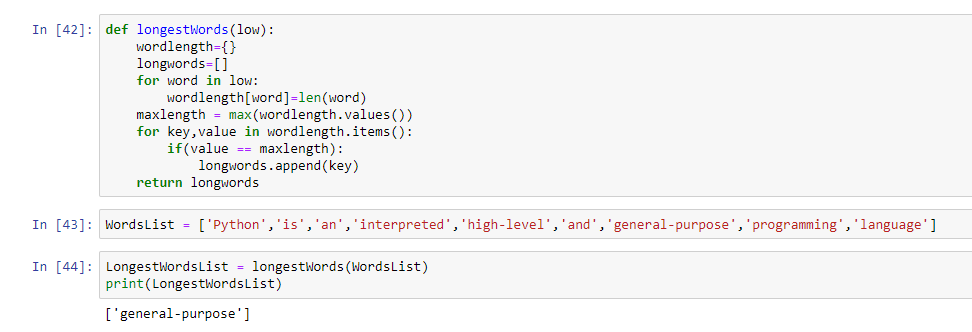 In [42]: def longestWords(low):
    wordlength={}
    longwords=[]
    for word in low:
        wordlength[word]=len(word)
    maxlength = max(wordlength.values())
    for key,value in wordlength.items():
        if(value == maxlength):
            longwords.append(key)
    return longwords
In [43]: WordsList = ['Python','is','an','interpreted','high-level','and','general-purpose','programming','language']
In [44]: LongestWordsList = longestWords(WordsList)
print(LongestWordsList)
['general-purpose']